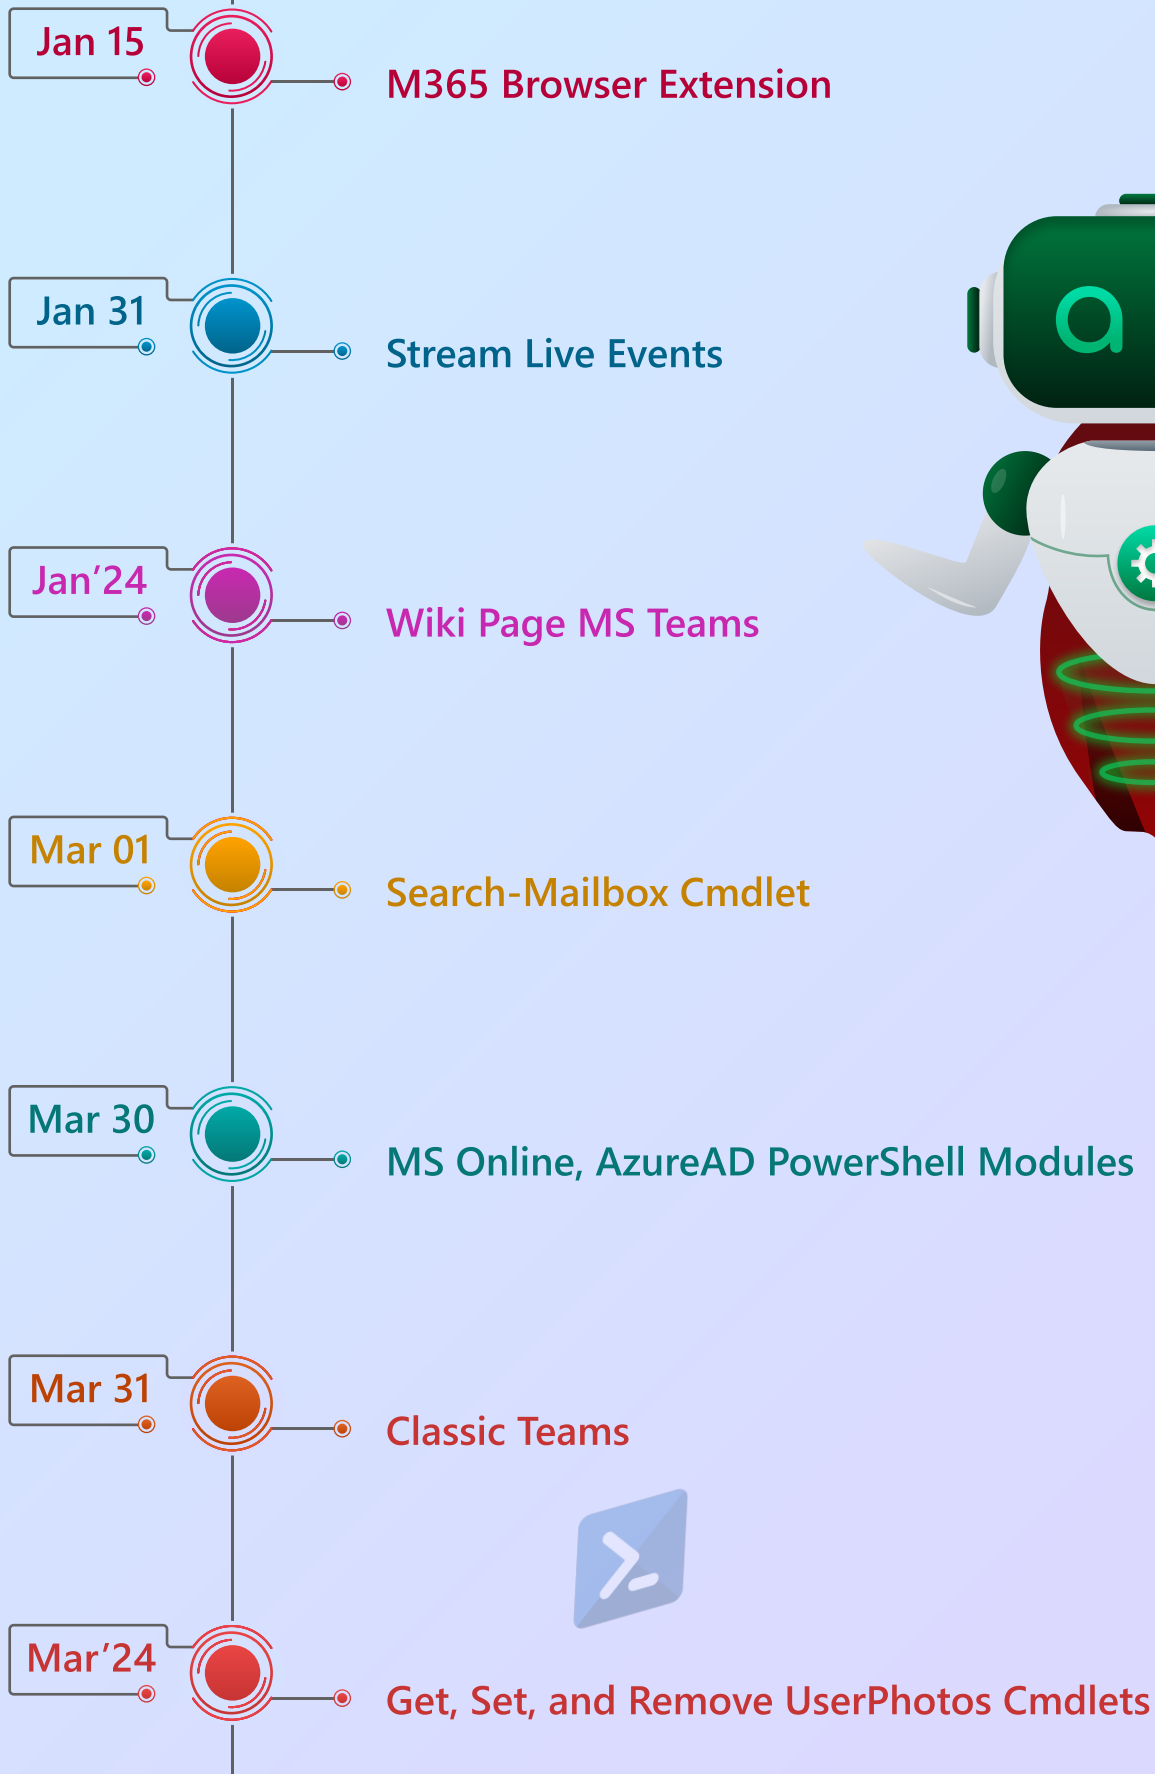 Jan 15
M365 Browser Extension
Jan 31
Stream Live Events
a
Jan’24
Wiki Page MS Teams
Mar 01
Search-Mailbox Cmdlet
Mar 30
MS Online, AzureAD PowerShell Modules
Mar 31
Classic Teams
Mar’24
Get, Set, and Remove UserPhotos Cmdlets